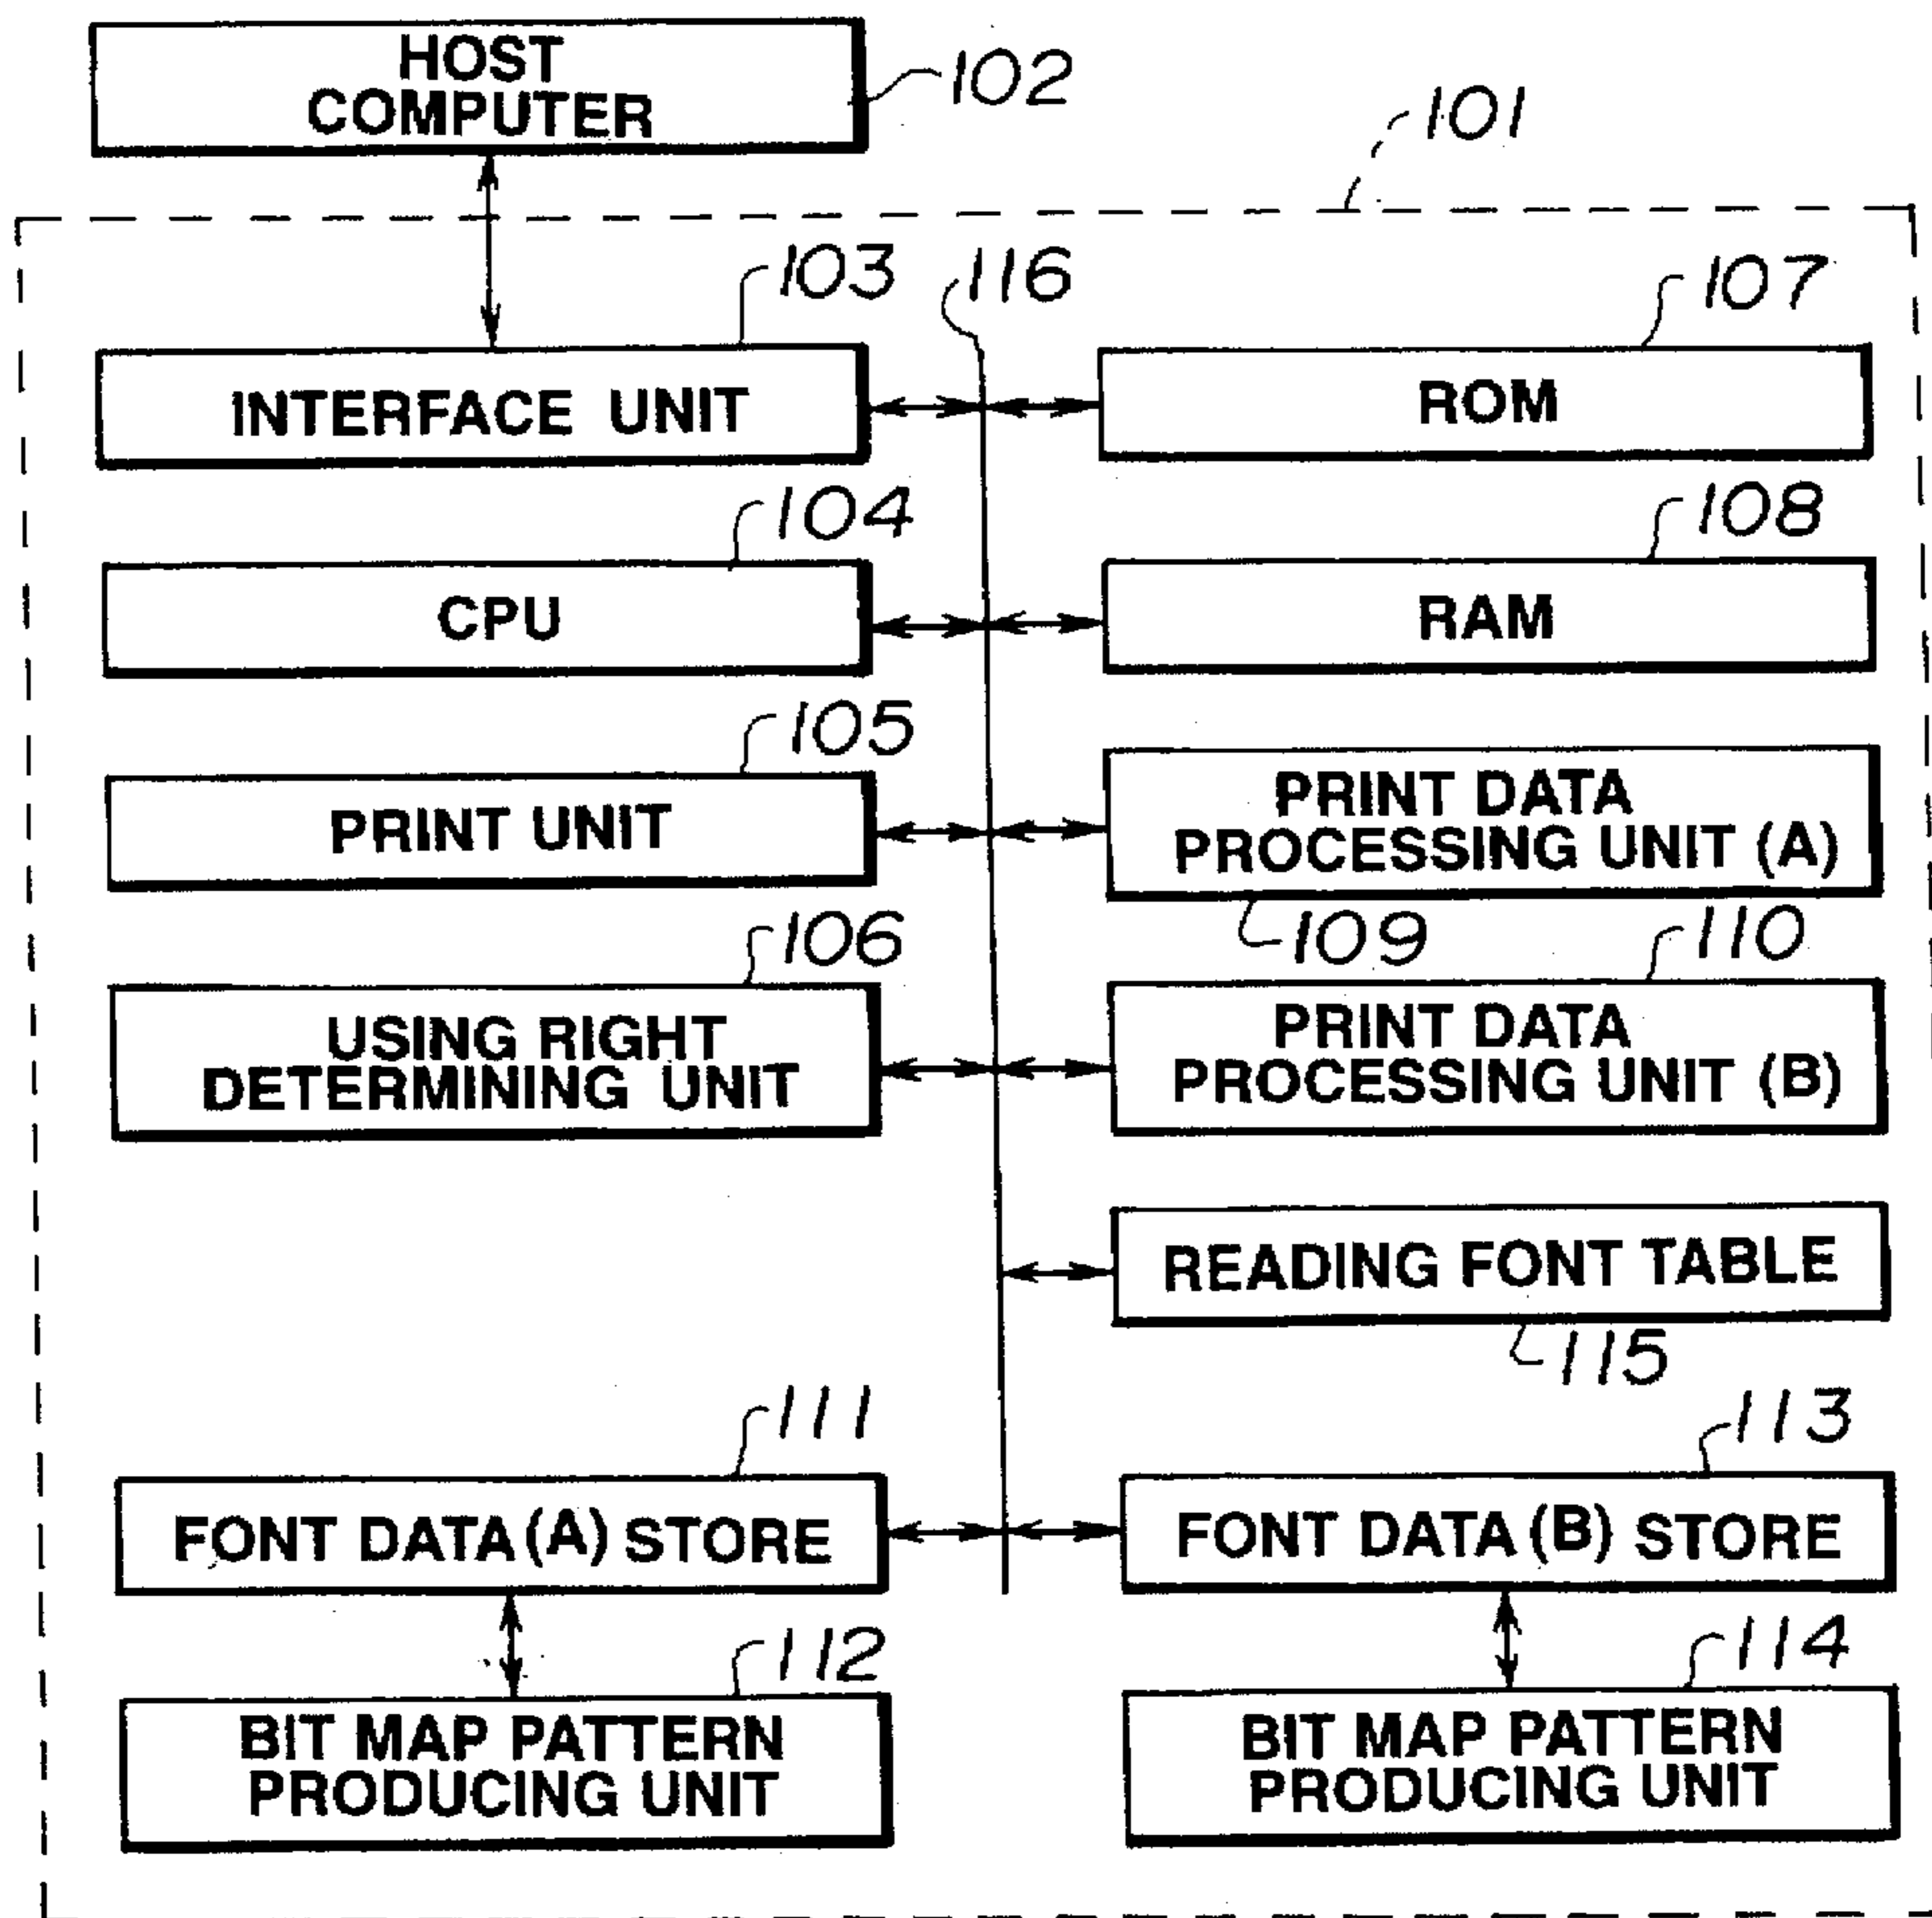 HOST
COMPUTER
102
101
103
116
107
INTERFACE UNIT
ROM
104
108
CPU
RAM
105
PRINT UNIT
PRINT DATA
PROCESSING UNIT (A)
109
106
110
USING RIGHT
DETERMINING UNIT
PRINT DATA
PROCESSING UNIT (B)
READING FONT TABLE
115
111
113
FONT DATA (A) STORE
FONT DATA (B) STORE
112
114
BIT MAP PATTERN
PRODUCING UNIT
BIT MAP PATTERN
PRODUCING UNIT